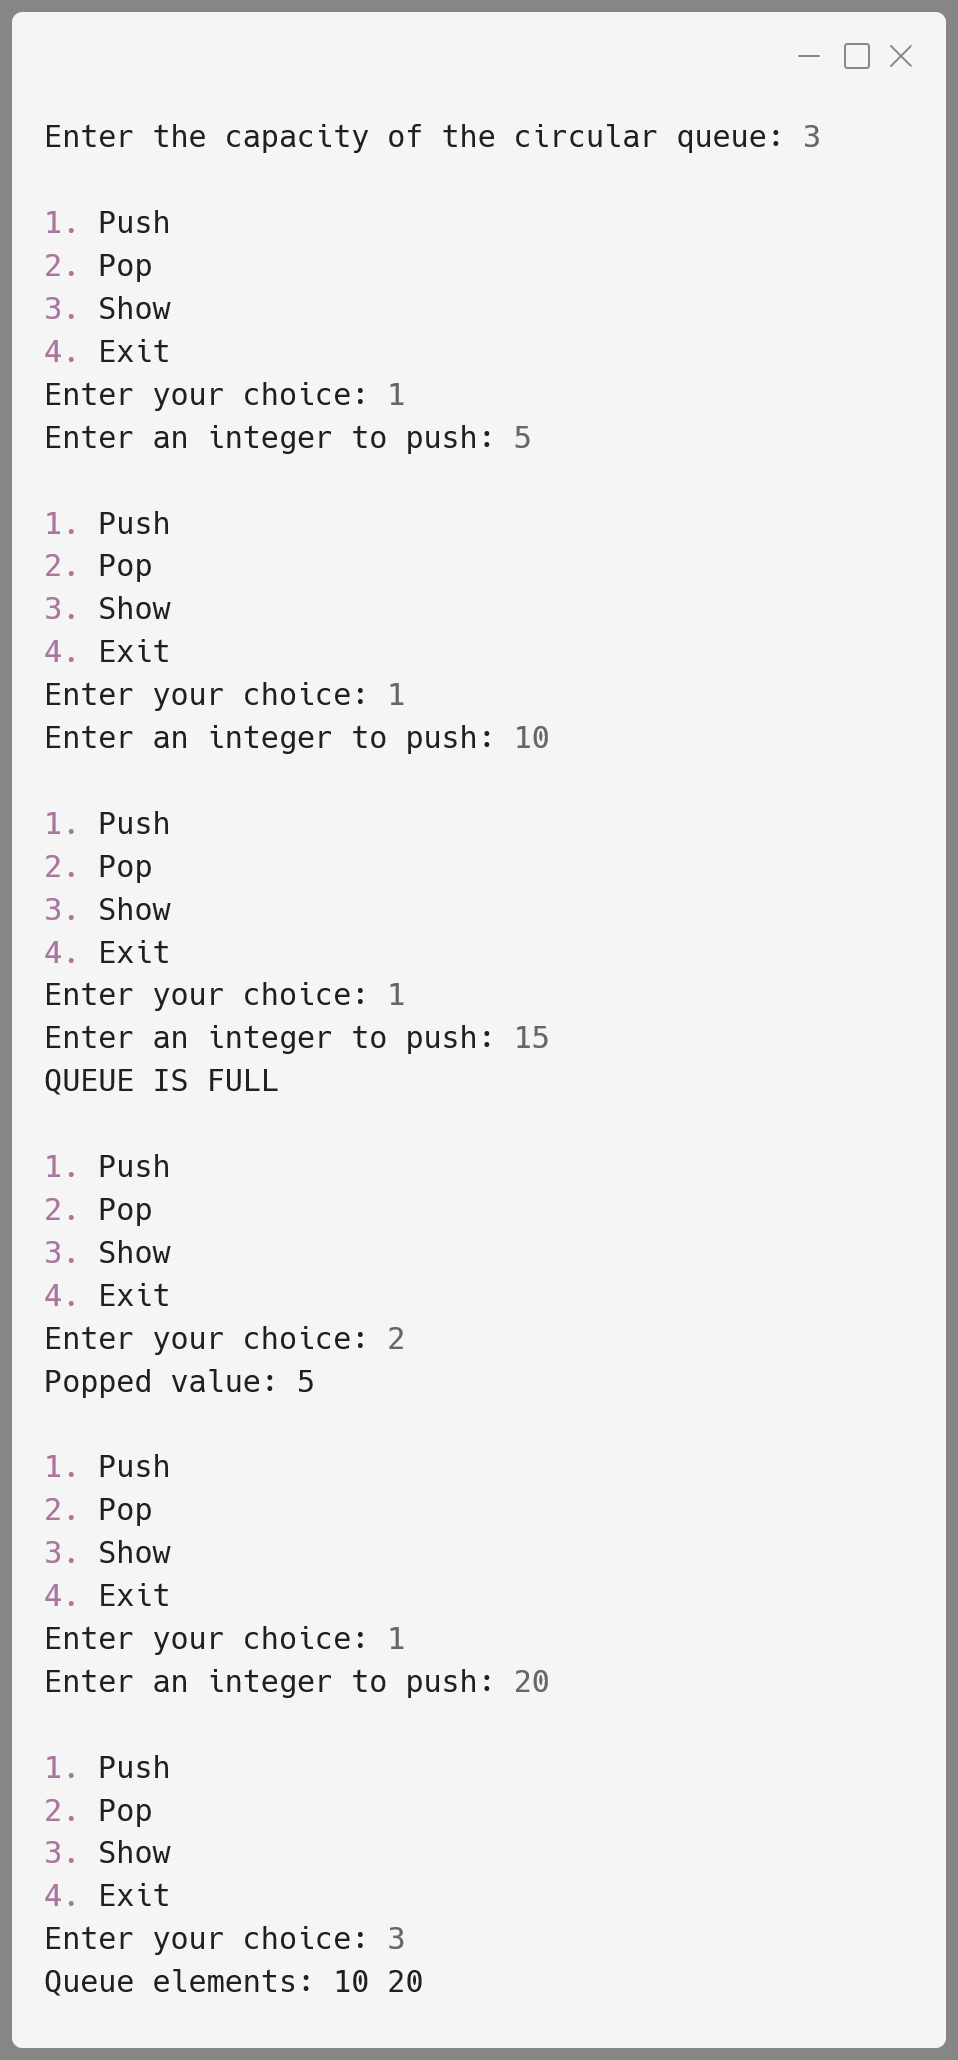 Enter the capacity of the circular queue: 3
1. Push
2. Pop
3. Show
4. Exit
Enter your choice: 1
Enter an integer to push: 5
1. Push
2. Pop
3. Show
4. Exit
Enter your choice: 1
Enter an integer to push: 10
1. Push
2. Pop
3. Show
4. Exit
Enter your choice: 1
Enter an integer to push: 15
QUEUE IS FULL
1. Push
2. Pop
3. Show
4. Exit
Enter your choice: 2
Popped value: 5
1. Push
2. Pop
3. Show
4. Exit
Enter your choice: 1
Enter an integer to push: 20
1. Push
2. Pop
3. Show
4. Exit
Enter your choice: 3
Queue elements: 10 20